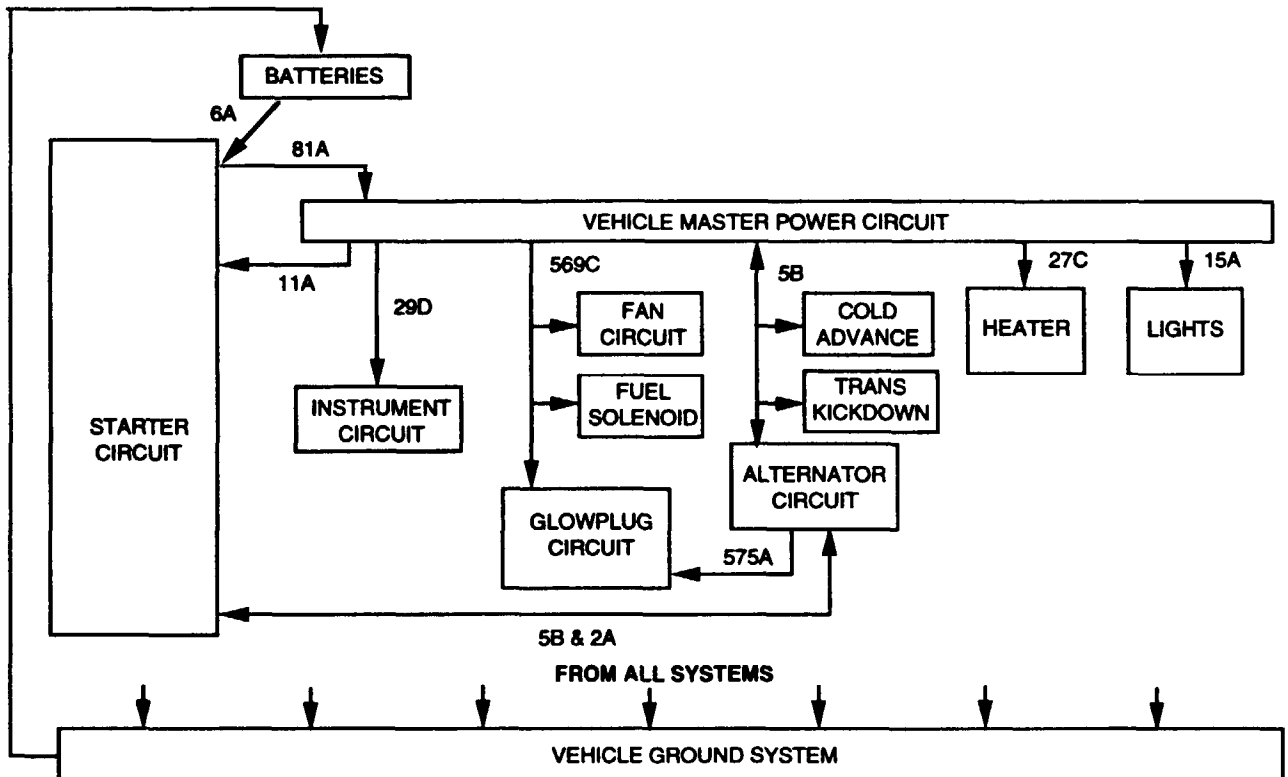 BATTERIES
6A
81A
VEHICLE MASTER POWER CIRCUIT
11A
29D
569C
5B
27C
15A
FAN
CIRCUIT
COLD
ADVANCE
HEATER
LIGHTS
FUEL
SOLENOID
TRANS
KICKDOWN
INSTRUMENT
CIRCUIT
STARTER
CIRCUIT
ALTERNATOR
CIRCUIT
GLOWPLUG
CIRCUIT
575A
5B & 2A
FROM ALL SYSTEMS
VEHICLE GROUND SYSTEM